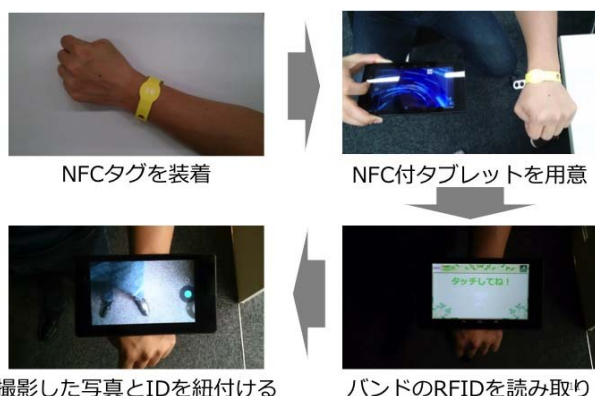 NFCタグを装着
NFC付タブレットを用意
タッチしてね！
バンドのRFIDを読み取り
撮影した写真とIDを紐付ける